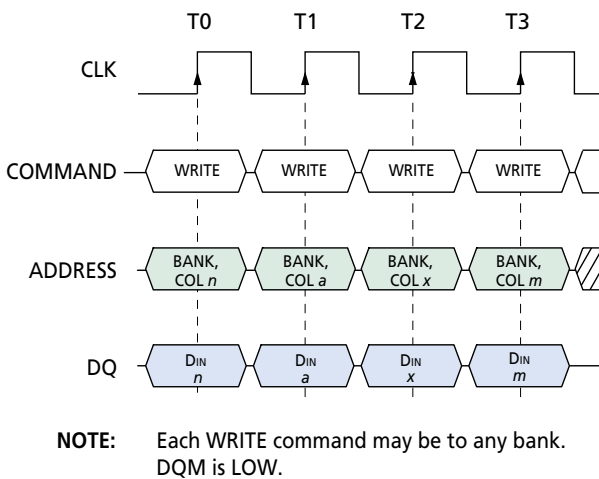 T0 T1 T2 T3
CLK
COMMAND WRITE WRITE WRITE WRITE
ADDRESS BANK, COL n BANK, COL a BANK, COL x BANK, COL m
DQ DIN n DIN a DIN x DIN m
NOTE: Each WRITE command may be to any bank.
DQM is LOW.